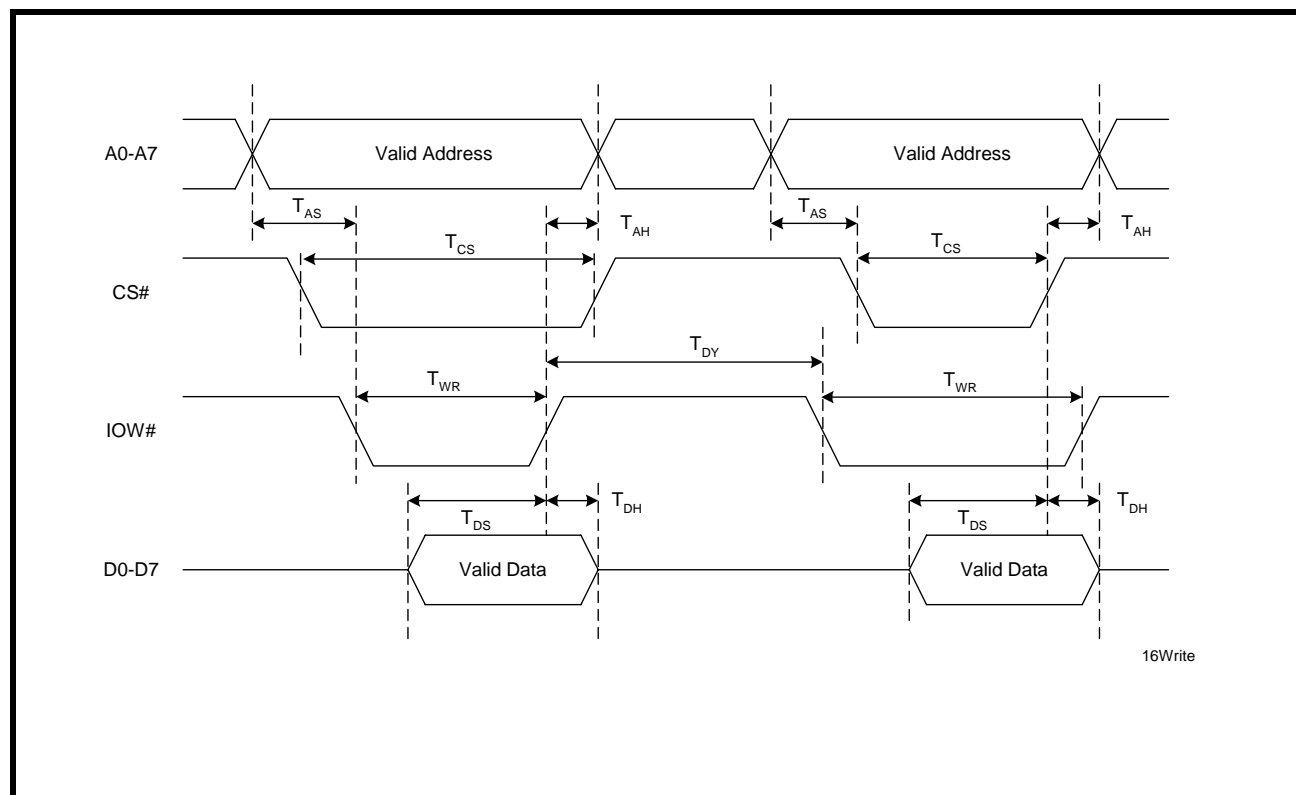 A0-A7
Valid Address
Valid Address
TAS
TAH
TAS
TAH
TCS
TCS
CS#
TDY
TWR
TWR
IOW#
TDS
TDH
TDS
TDH
D0-D7
Valid Data
Valid Data
16Write